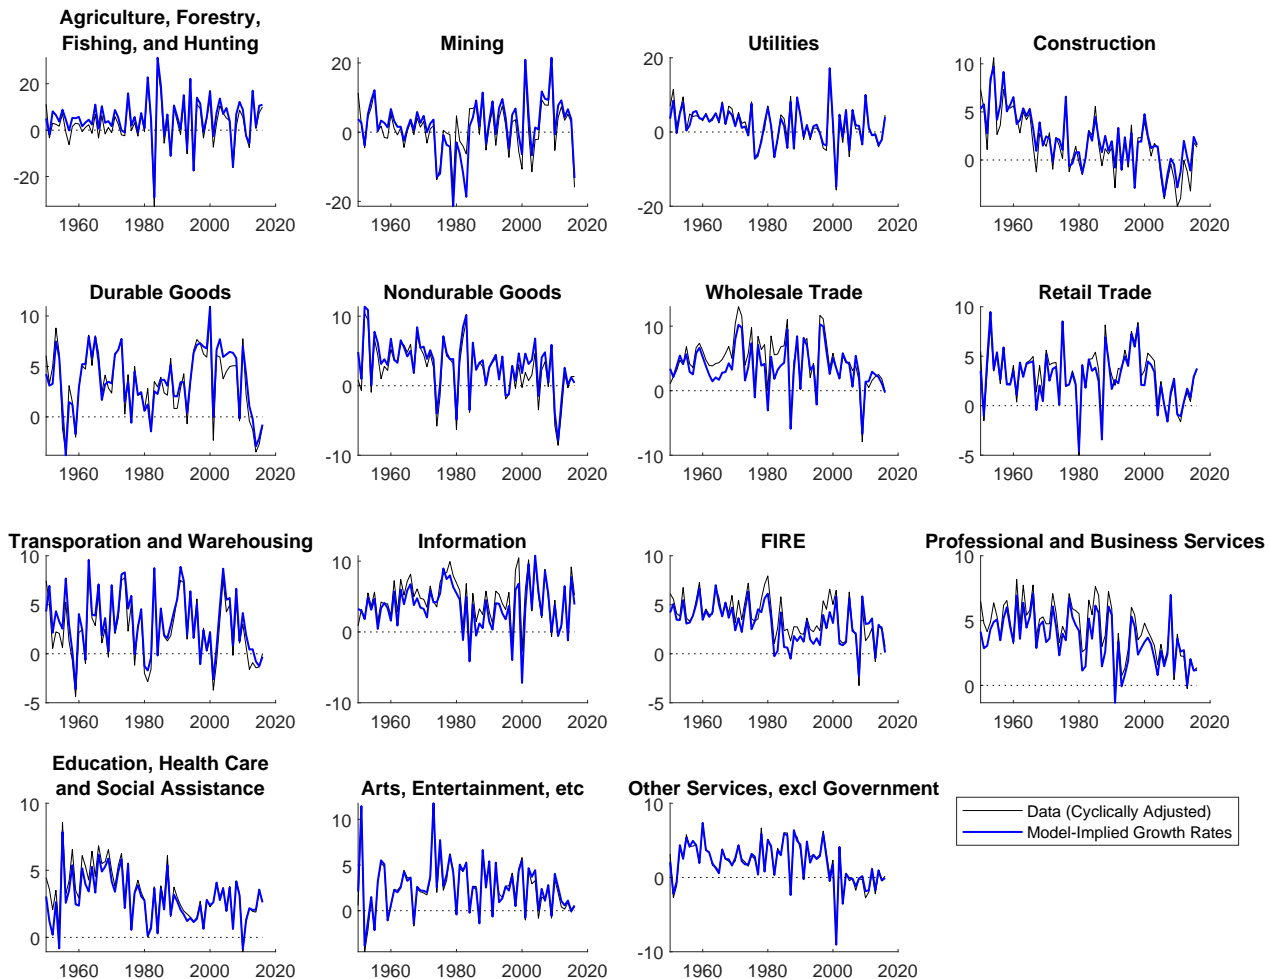 Agriculture, Forestry,
Fishing, and Hunting
20
0
-20
1960 1980 2000 2020
Mining
20
0
-20
1960 1980 2000 2020
Utilities
20
0
-20
1960 1980 2000 2020
Construction
10
5
0
1960 1980 2000 2020
Durable Goods
10
5
0
1960 1980 2000 2020
Nondurable Goods
10
5
0
-10
1960 1980 2000 2020
Wholesale Trade
10
0
-10
1960 1980 2000 2020
Retail Trade
10
5
0
-5
1960 1980 2000 2020
Transporation and Warehousing
10
5
0
-5
1960 1980 2000 2020
Information
10
0
-10
1960 1980 2000 2020
FIRE
10
5
0
-5
1960 1980 2000 2020
Professional and Business Services
10
5
0
1960 1980 2000 2020
Education, Health Care
and Social Assistance
10
5
0
1960 1980 2000 2020
Arts, Entertainment, etc
10
5
0
1960 1980 2000 2020
Other Services, excl Government
10
0
-10
1960 1980 2000 2020
Data (Cyclically Adjusted)
Model-Implied Growth Rates